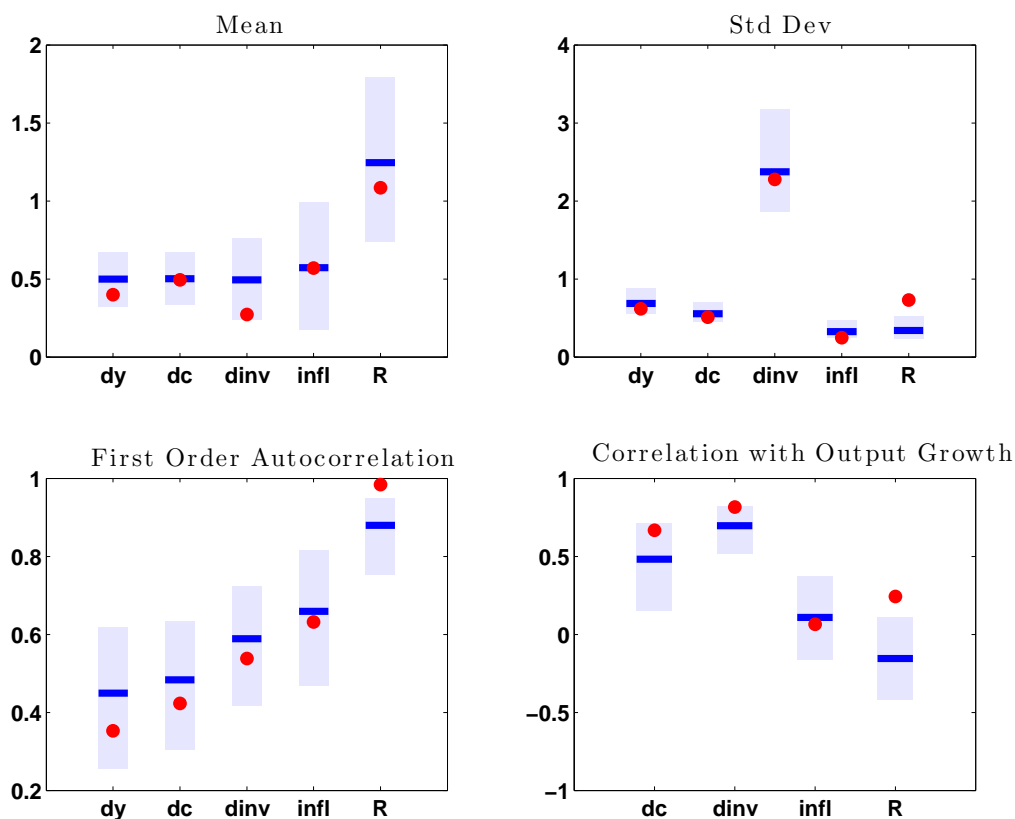 Mean
2
1.5
1
0.5
0
dy dc dinv infl R
Std Dev
4
3
2
1
0
dy dc dinv infl R
First Order Autocorrelation
1
0.8
0.6
0.4
0.2
dy dc dinv infl R
Correlation with Output Growth
1
0.5
0
−0.5
−1
dc dinv infl R